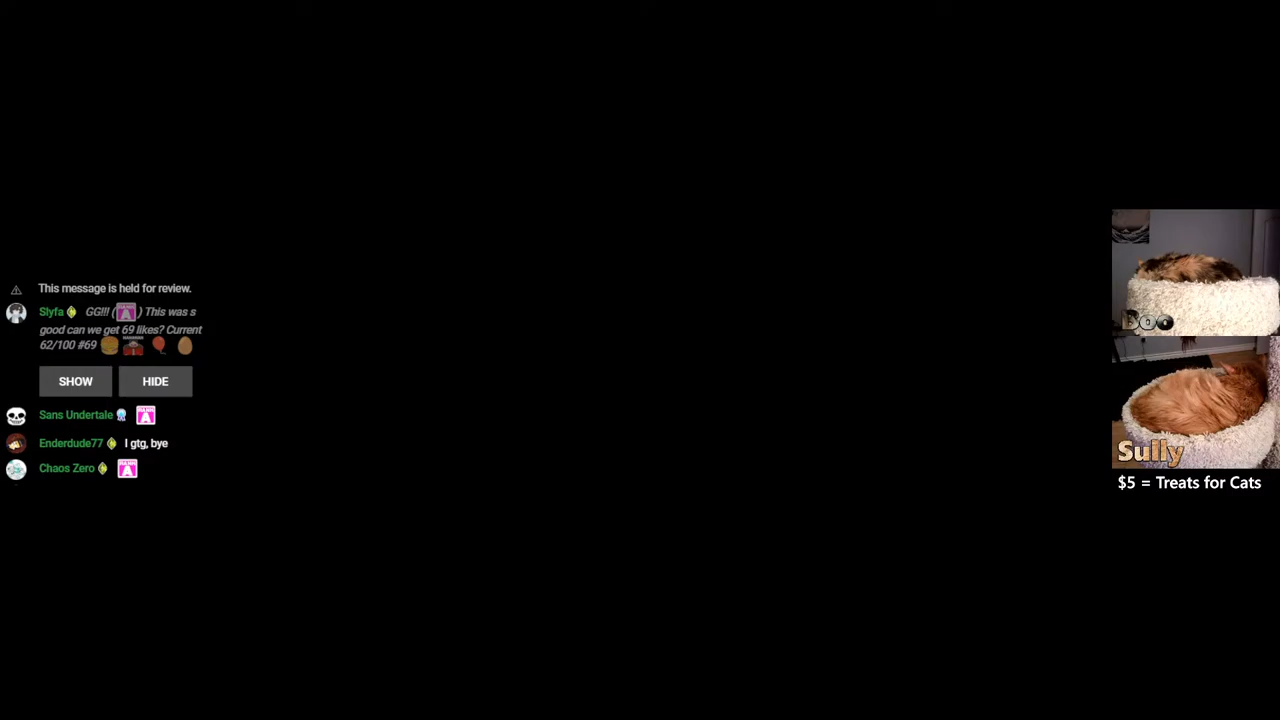 This message is held for review.
Slyfa GG!!! ( A ) This was s
good can we get 69 likes? Current
62/100 #69
SHOW HIDE
Sans Undertale A
Enderdude77 I gtg, bye
Chaos Zero A
Boo
Sully
$5 = Treats for Cats